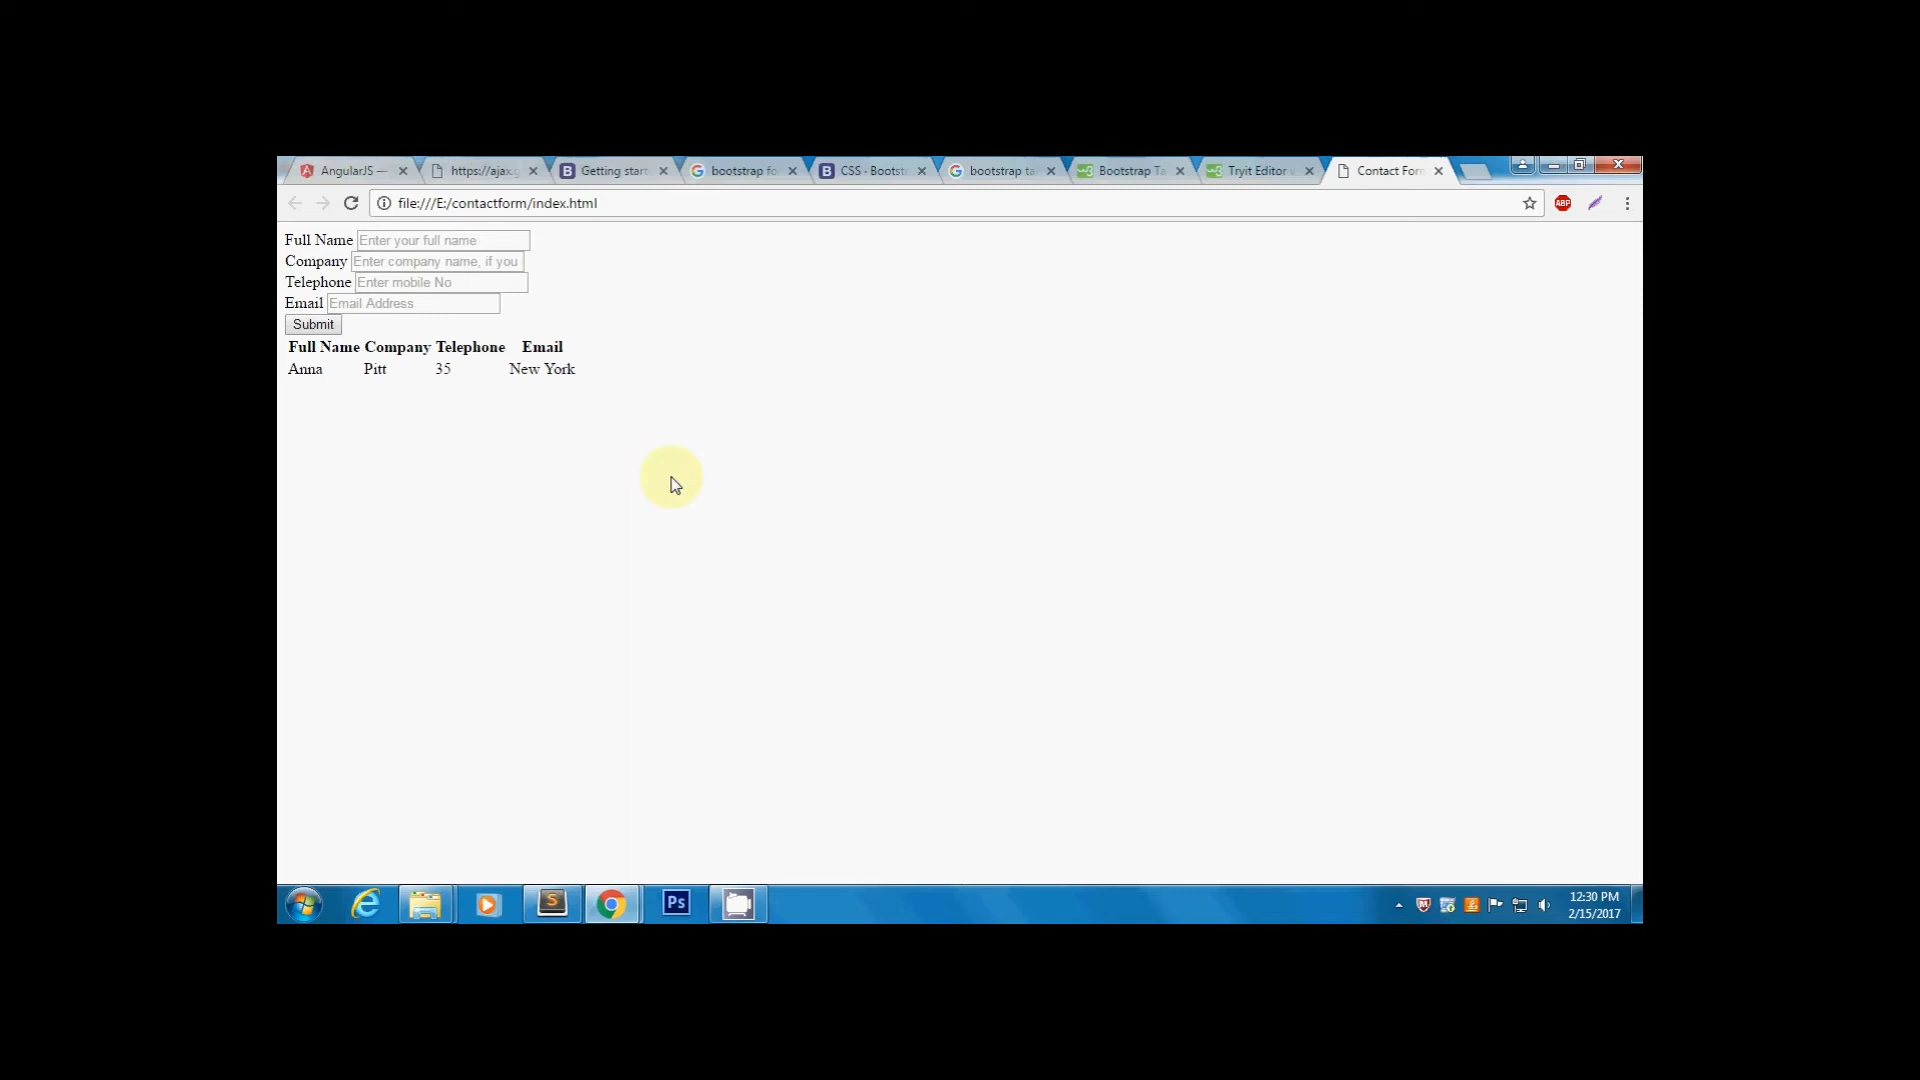 AngularJS —
https://ajax.g
Getting start
bootstrap fo
CSS · Bootst
bootstrap ta
Bootstrap Ta
Tryit Editor v
Contact For
file:///E:/contactform/index.html
ABP
Full Name Enter your full name
Company Enter company name, if you
Telephone Enter mobile No
Email Email Address
Submit
Full Name Company Telephone Email
Anna Pitt 35 New York
Ps
12:30 PM
2/15/2017